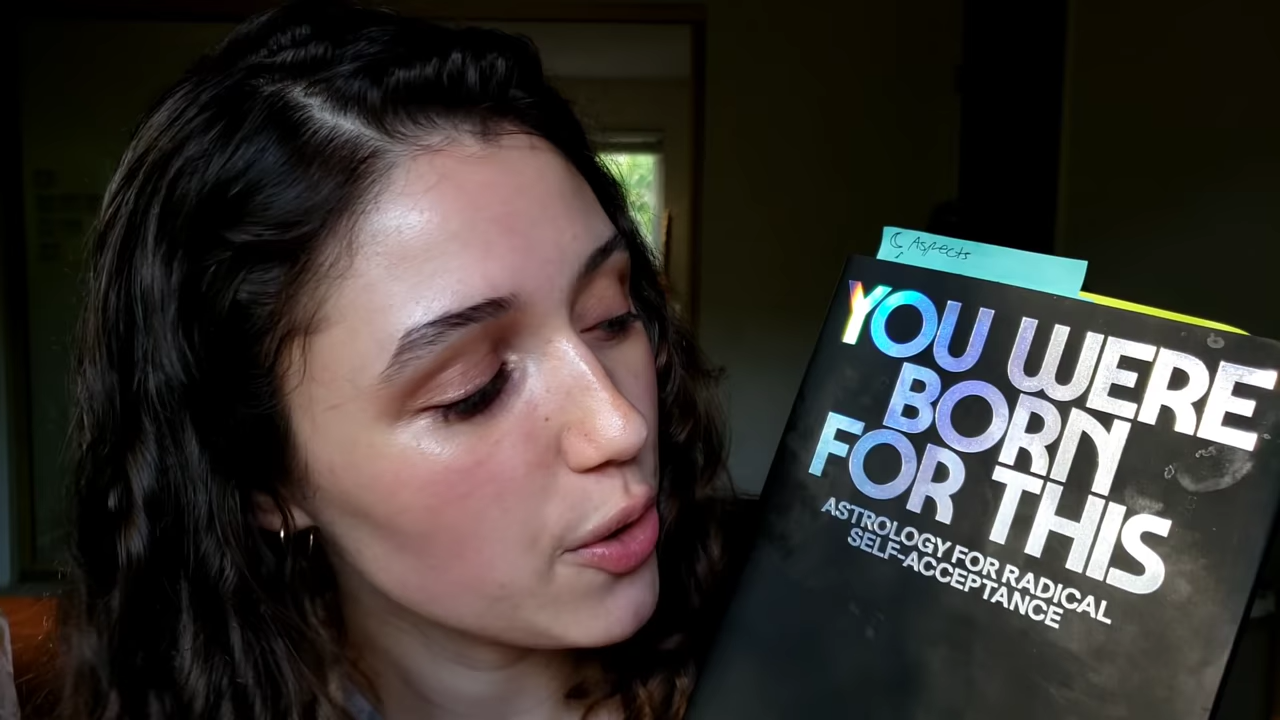 ☾ Aspects
YOU WERE
BORN
FOR THIS
ASTROLOGY FOR RADICAL
SELF-ACCEPTANCE